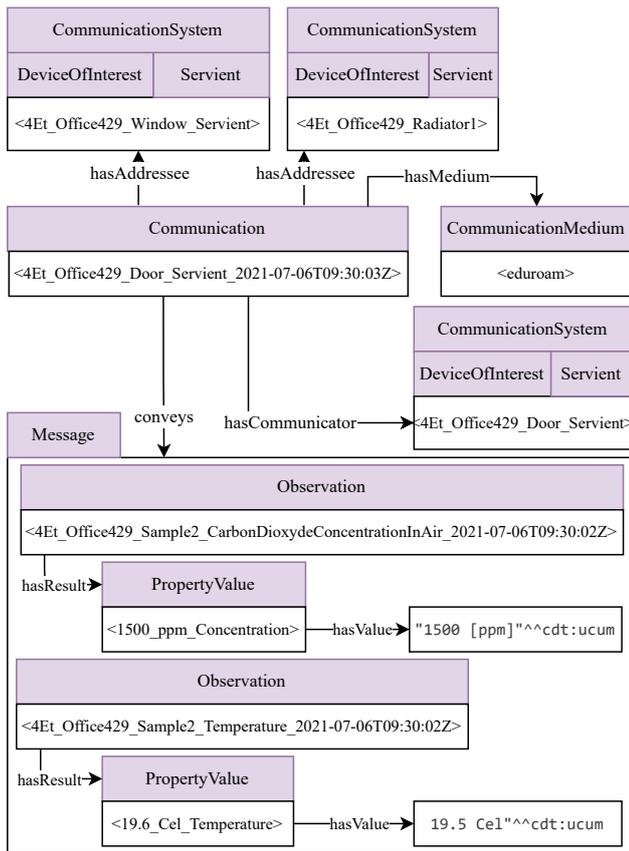 CommunicationSystem
DeviceOfInterest Servient
<4Et_Office429_Window_Servient>
CommunicationSystem
DeviceOfInterest Servient
<4Et_Office429_Radiator1>
hasAddressee
hasAddressee
hasMedium
Communication
<4Et_Office429_Door_Servient_2021-07-06T09:30:03Z>
CommunicationMedium
<eduroam>
CommunicationSystem
DeviceOfInterest Servient
<4Et_Office429_Door_Servient>
conveys
hasCommunicator
Message
Observation
<4Et_Office429_Sample2_CarbonDioxydeConcentrationInAir_2021-07-06T09:30:02Z>
hasResult
PropertyValue
<1500_ppm_Concentration>
hasValue
"1500 [ppm]"^^cdt:ucum
Observation
<4Et_Office429_Sample2_Temperature_2021-07-06T09:30:02Z>
hasResult
PropertyValue
<19.6_Cel_Temperature>
hasValue
19.5 Cel"^^cdt:ucum